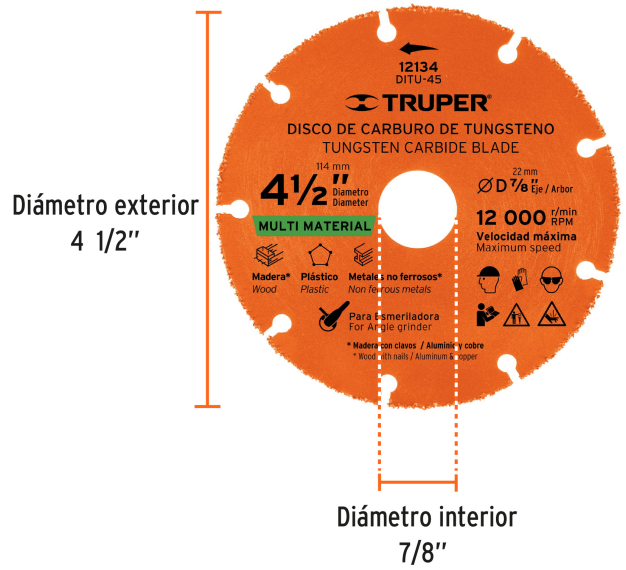 12134
DITU-45
TRUPER®
DISCO DE CARBURO DE TUNGSTENO
TUNGSTEN CARBIDE BLADE
114 mm
4 1/2" Diametro
Diameter
MULTI MATERIAL
22 mm
Ø D 7/8" Eje / Arbor
12 000 r/min
RPM
Velocidad máxima
Maximum speed
Madera* Plástico Metales no ferrosos*
Wood Plastic Non ferrous metals
Para Esmeriladora
For Angle grinder
* Madera con clavos / Aluminio y cobre
* Wood with nails / Aluminum & copper
Diámetro exterior
4 1/2"
Diámetro interior
7/8"